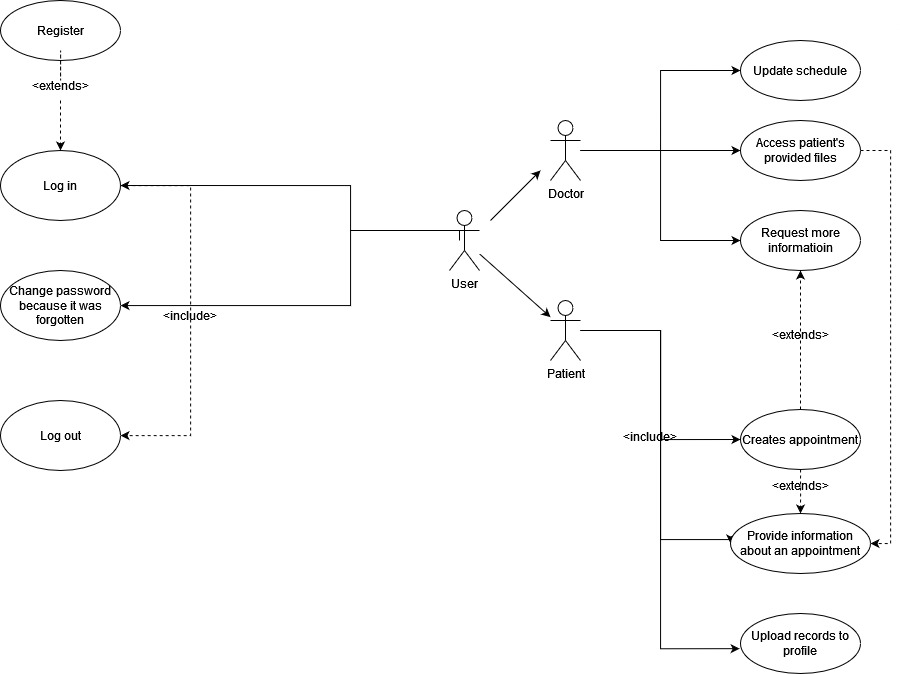 Register
<extends>
Log in
Change password
because it was
forgotten
<include>
Log out
User
Doctor
Patient
Update schedule
Access patient's
provided files
Request more
informatioin
<extends>
<include>
Creates appointment
<extends>
Provide information
about an appointment
Upload records to
profile